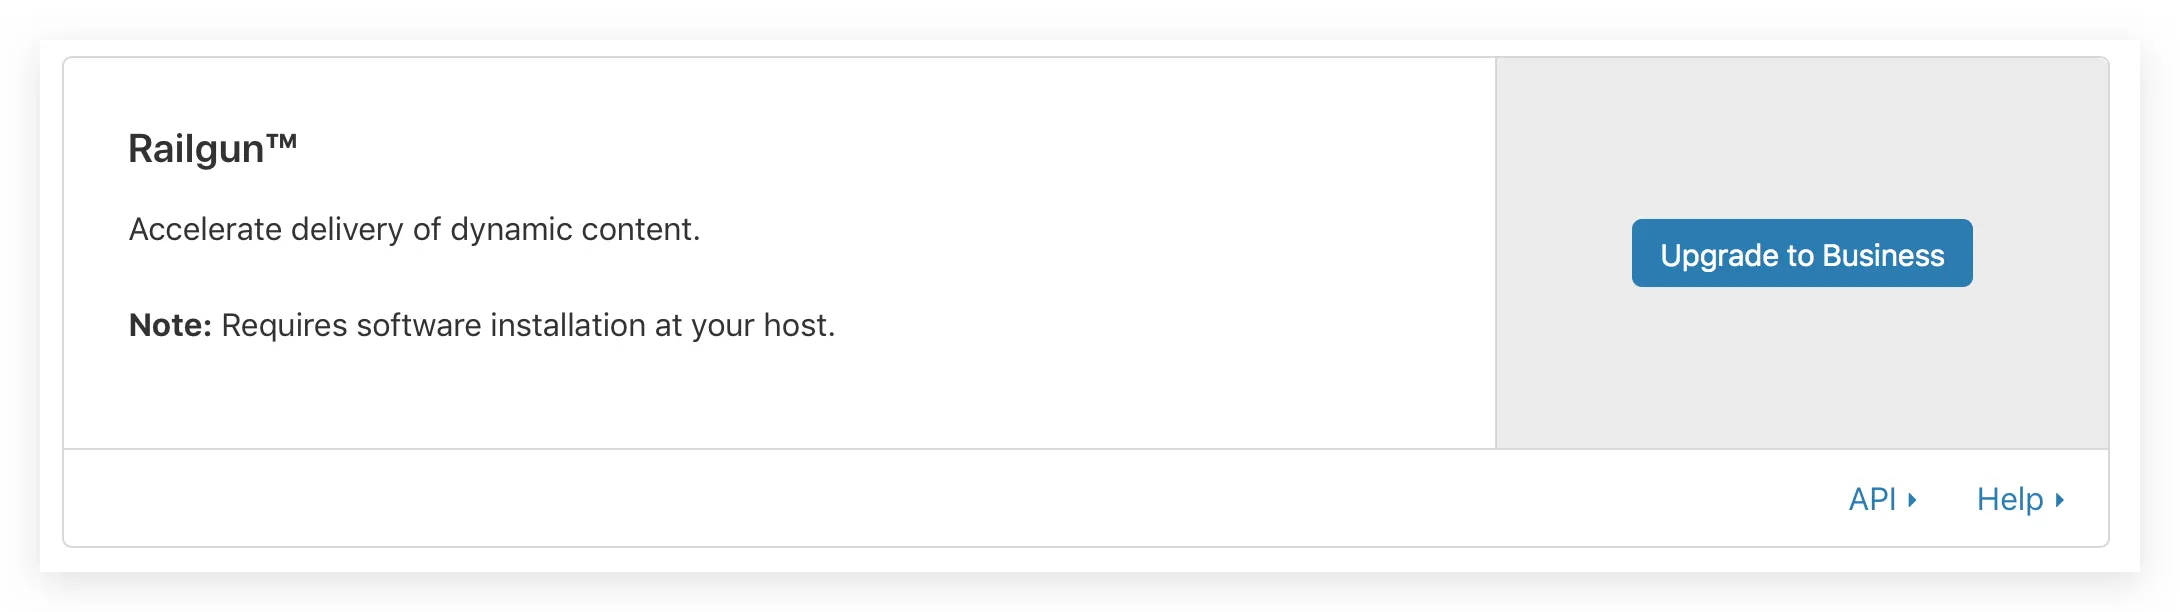 Railgun™
Accelerate delivery of dynamic content.
Note: Requires software installation at your host.
Upgrade to Business
API
Help